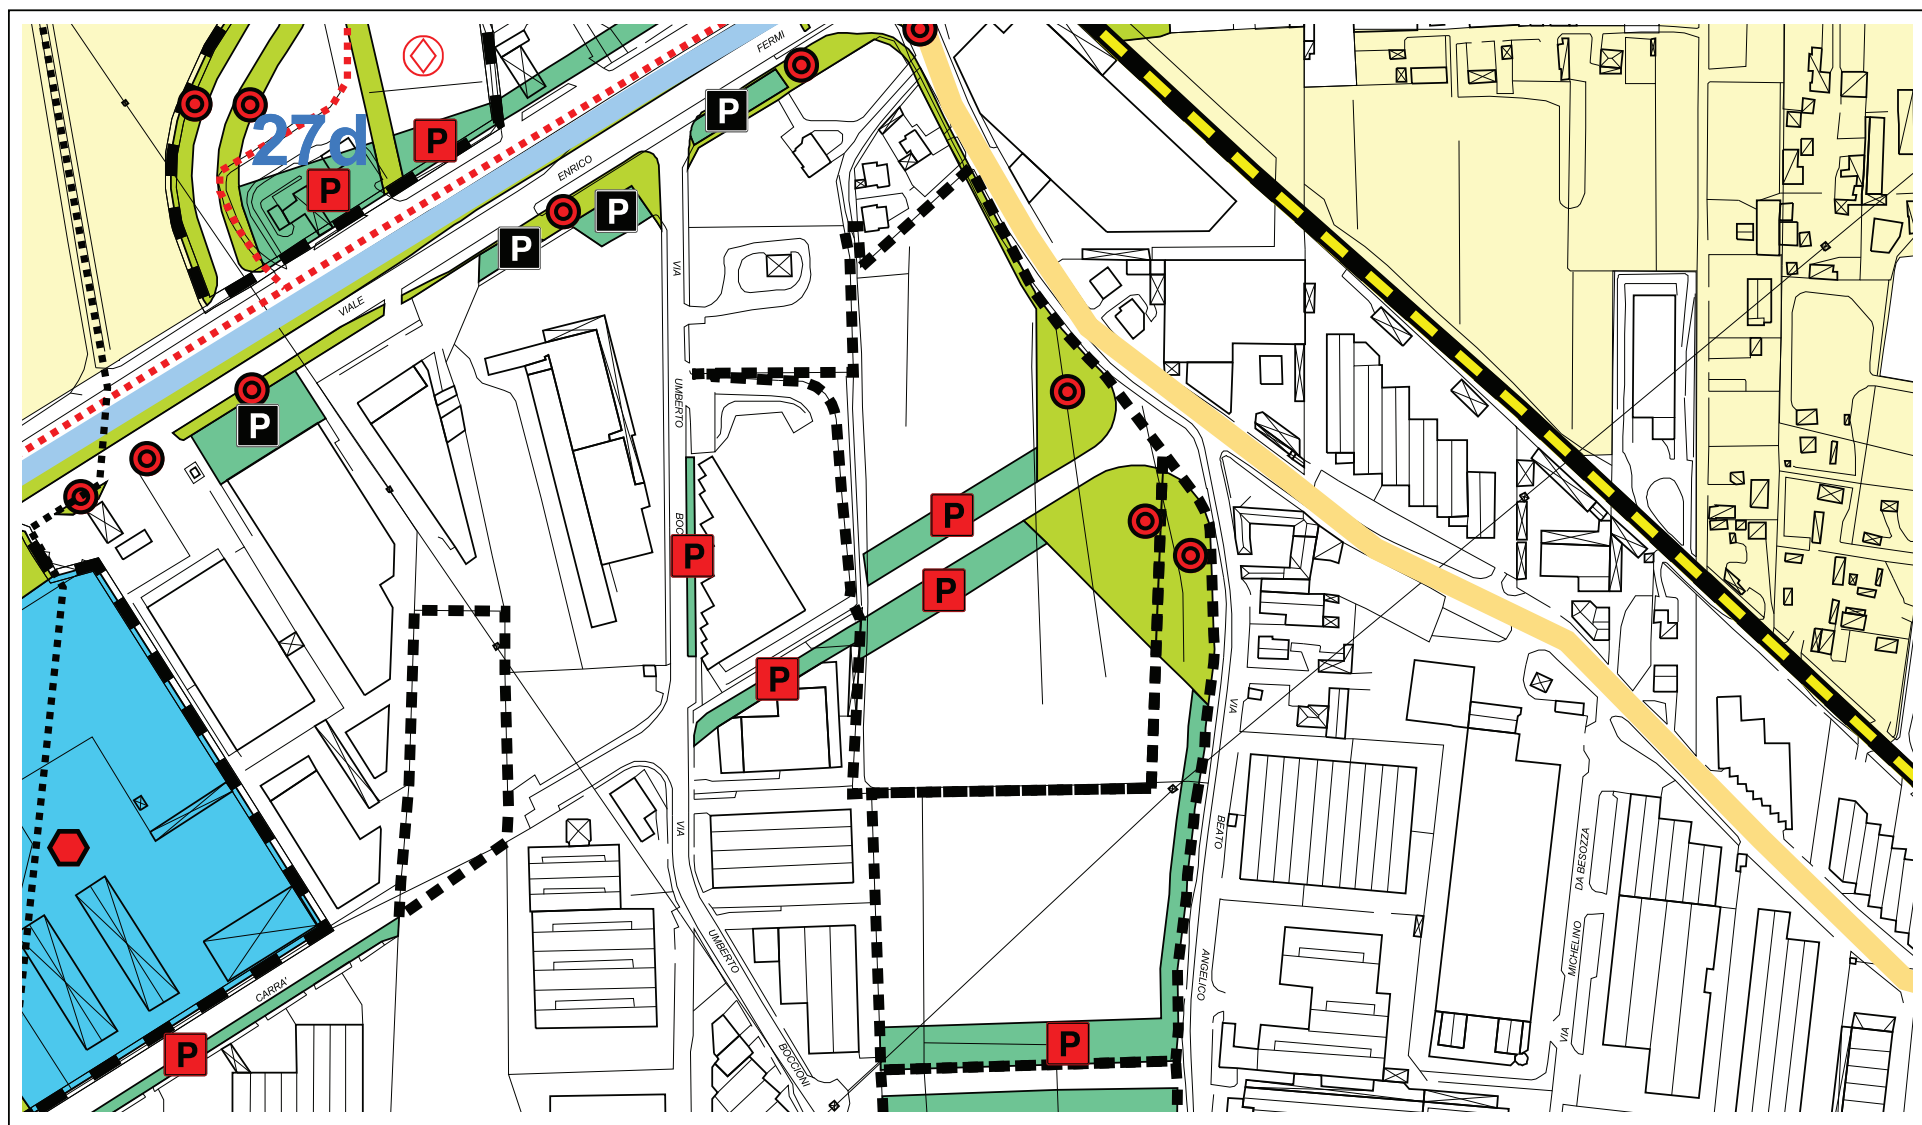 FERMI
P
27d
P
ENRICO
P
P
P
VIALE
VIA
UMBERTO
P
P
BOC
P
P
P
VIA
VIA
BEATO
DA BESOZZA
UMBERTO
MICHELINO
ANGELICO
CARRA'
VIA
P
P
BOCCIONI